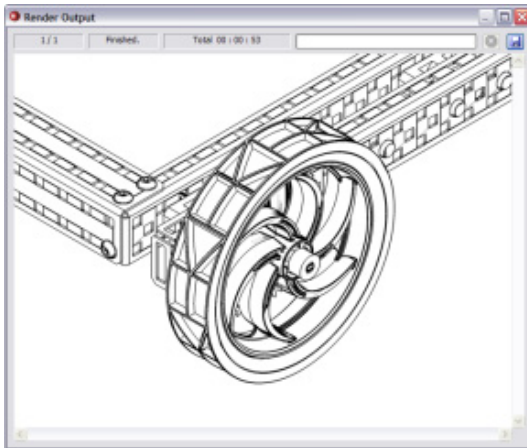 Render Output
1 / 1 Finished. Total 00 : 00 : 53